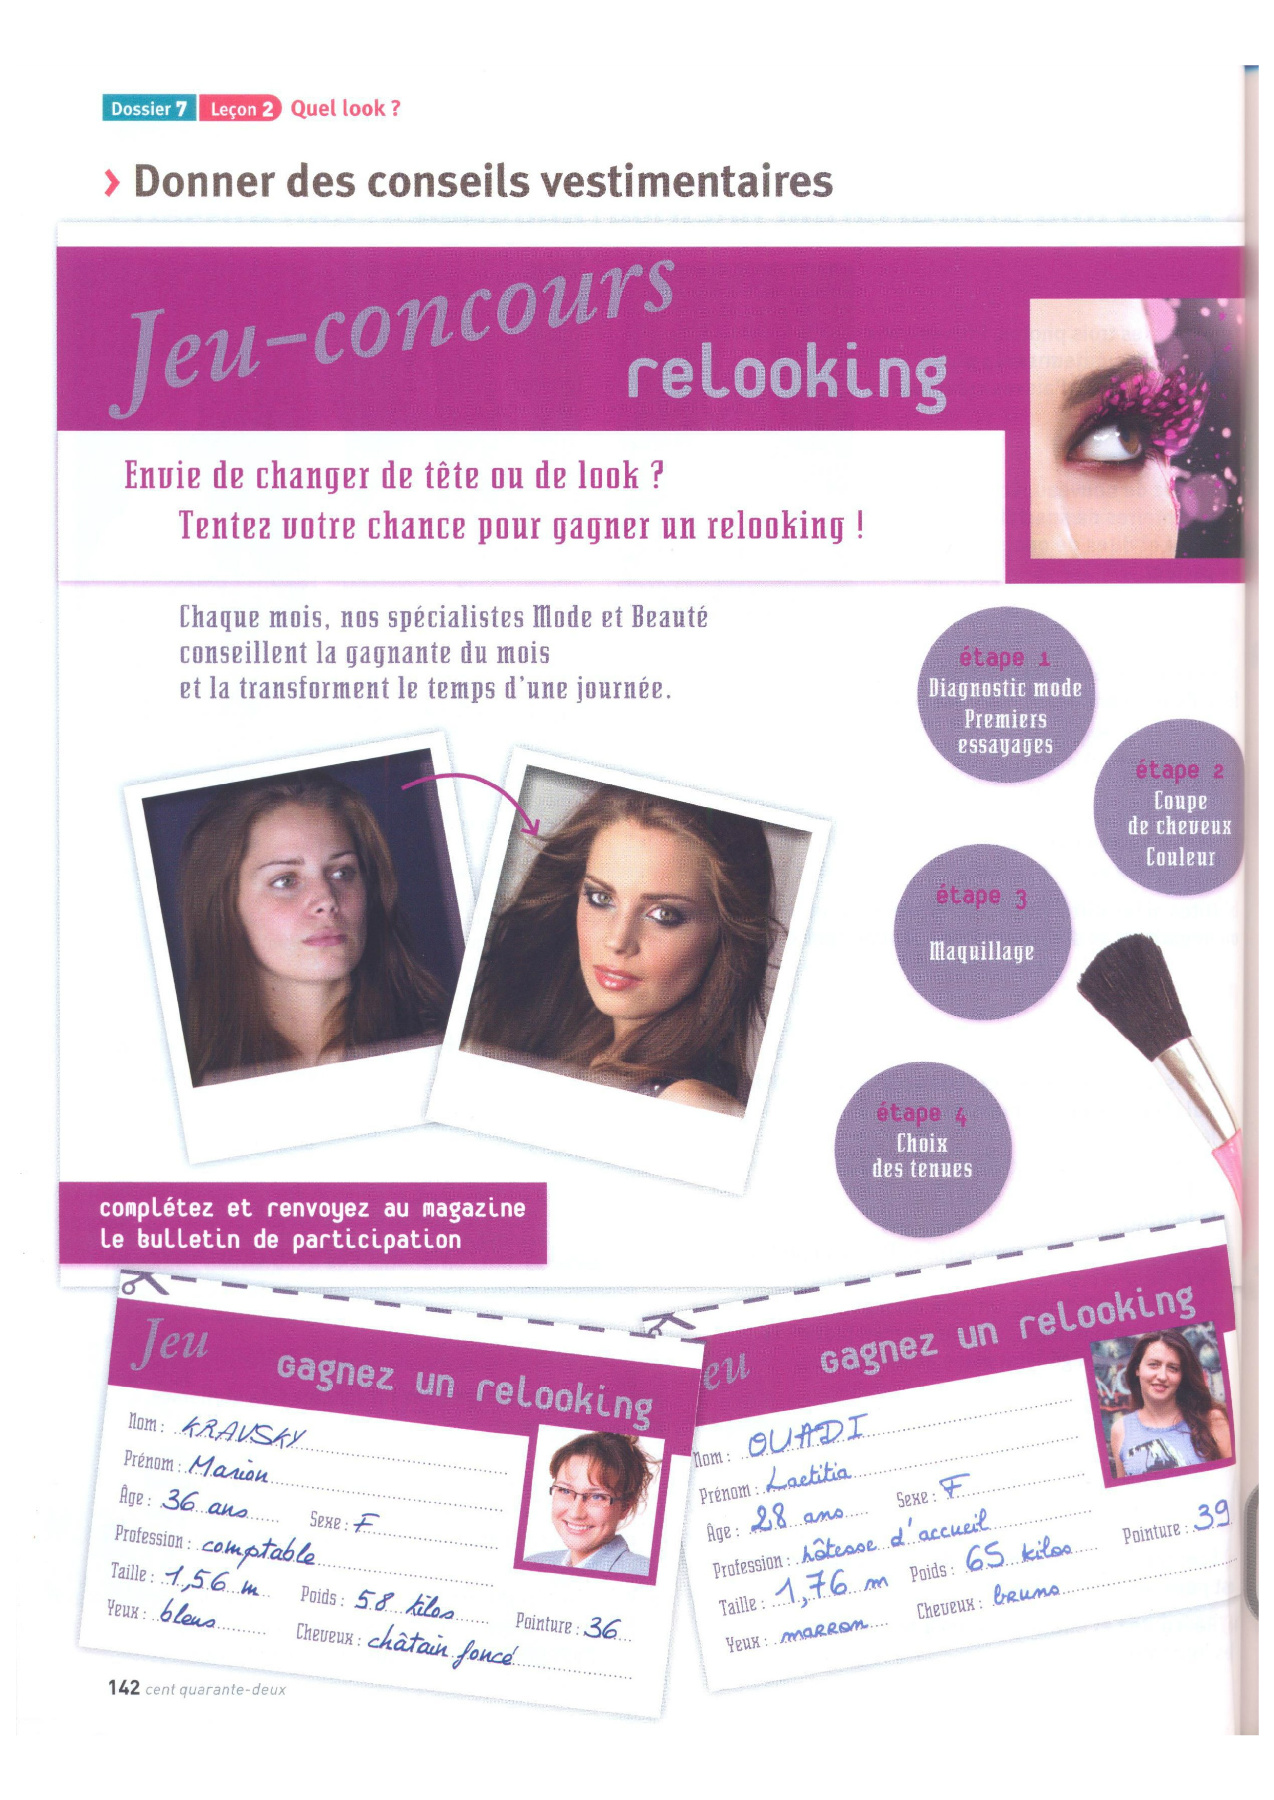 Dossier 7 Leçon 2 Quel look ?
› Donner des conseils vestimentaires
Jeu-concours
relooking
Envie de changer de tête ou de look ?
Tentez votre chance pour gagner un relooking !
Chaque mois, nos spécialistes Mode et Beauté
conseillent la gagnante du mois
et la transforment le temps d'une journée.
étape 1
Diagnostic mode
Premiers
essayages
étape 2
Coupe
de cheveux
Couleur
étape 3
Maquillage
étape 4
Choix
des tenues
complétez et renvoyez au magazine
le bulletin de participation
Jeu
Gagnez un relooking
Nom : KRAVSKY
Prénom : Marion
Âge : 36 ans Sexe : F
Profession : comptable
Taille : 1,56 m Poids : 58 kilos Pointure : 36
Yeux : bleus Cheveux : châtain foncé
eu
Gagnez un relooking
Nom : OUADI
Prénom : Laetitia
Âge : 28 ans Sexe : F
Profession : hôtesse d'accueil
Taille : 1,76 m Poids : 65 kilos Pointure : 39
Yeux : marron Cheveux : bruns
142 cent quarante-deux